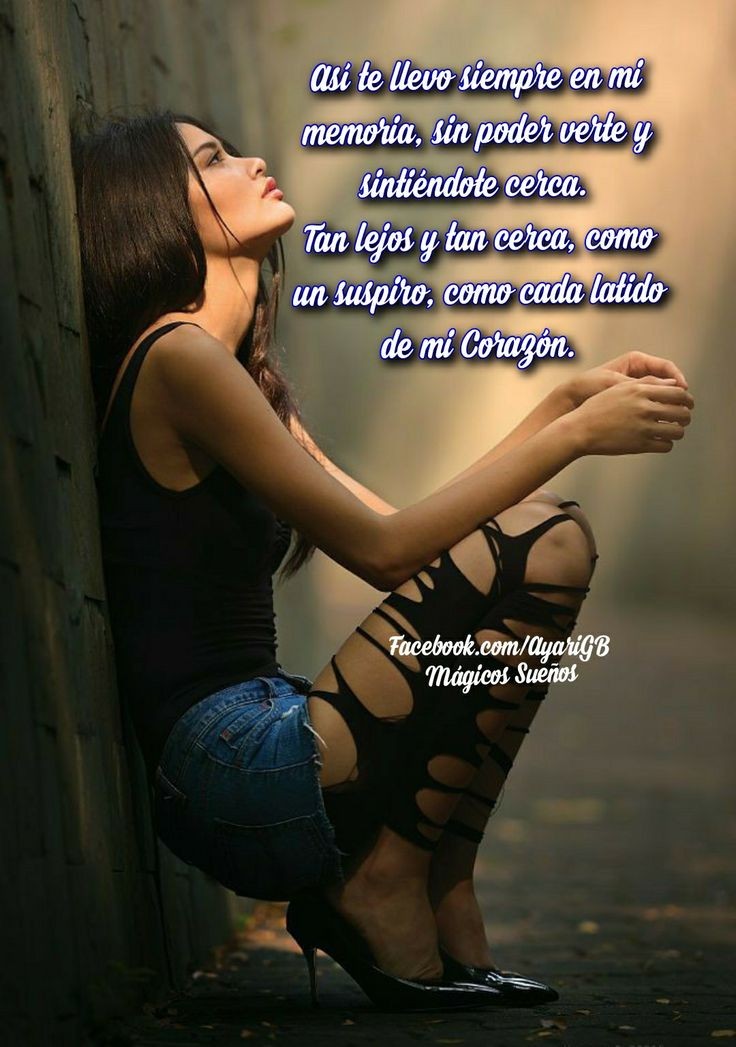 Así te llevo siempre en mi
memoria, sin poder verte y
sintiéndote cerca.
Tan lejos y tan cerca, como
un suspiro, como cada latido
de mi Corazón.
Facebook.com/AyariGB
Mágicos Sueños